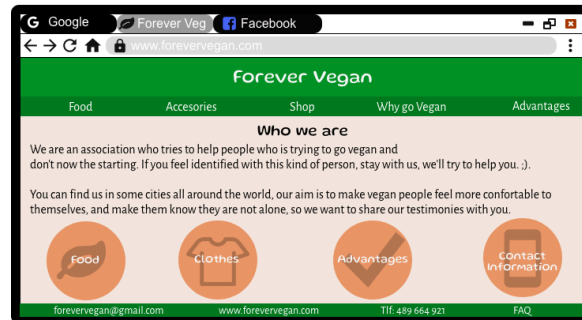 G Google Forever Veg Facebook
www.forevervegan.com
Forever Vegan
Food Accesories Shop Why go Vegan Advantages
Who we are
We are an association who tries to help people who is trying to go vegan and
don't now the starting. If you feel identified with this kind of person, stay with us, we'll try to help you. ;).
You can find us in some cities all around the world, our aim is to make vegan people feel more confortable to
themselves, and make them know they are not alone, so we want to share our testimonies with you.
Food Clothes Advantages Contact
Information
forevervegan@gmail.com www.forevervegan.com Tlf: 489 664 921 FAQ